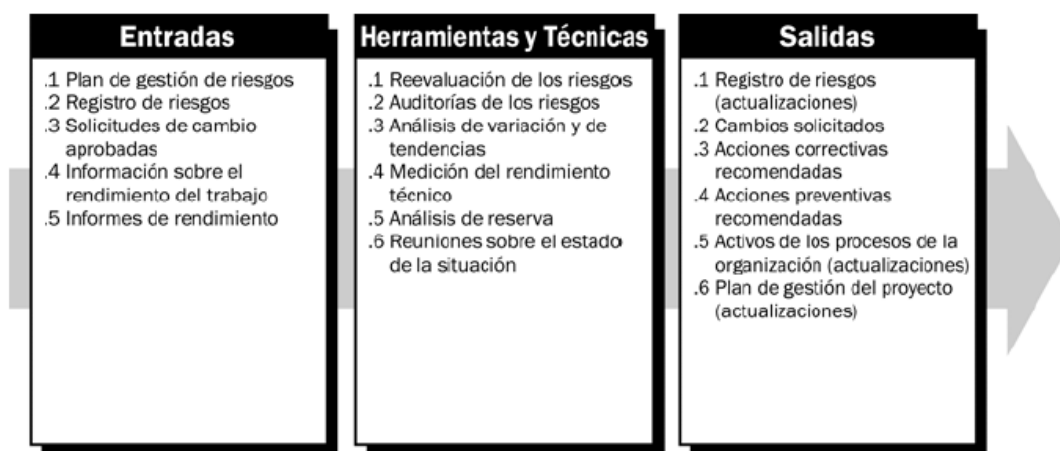 Entradas
.1 Plan de gestión de riesgos
.2 Registro de riesgos
.3 Solicitudes de cambio
aprobadas
.4 Información sobre el
rendimiento del trabajo
.5 Informes de rendimiento
Herramientas y Técnicas
.1 Reevaluación de los riesgos
.2 Auditorías de los riesgos
.3 Análisis de variación y de
tendencias
.4 Medición del rendimiento
técnico
.5 Análisis de reserva
.6 Reuniones sobre el estado
de la situación
Salidas
.1 Registro de riesgos
(actualizaciones)
.2 Cambios solicitados
.3 Acciones correctivas
recomendadas
.4 Acciones preventivas
recomendadas
.5 Activos de los procesos de la
organización (actualizaciones)
.6 Plan de gestión del proyecto
(actualizaciones)